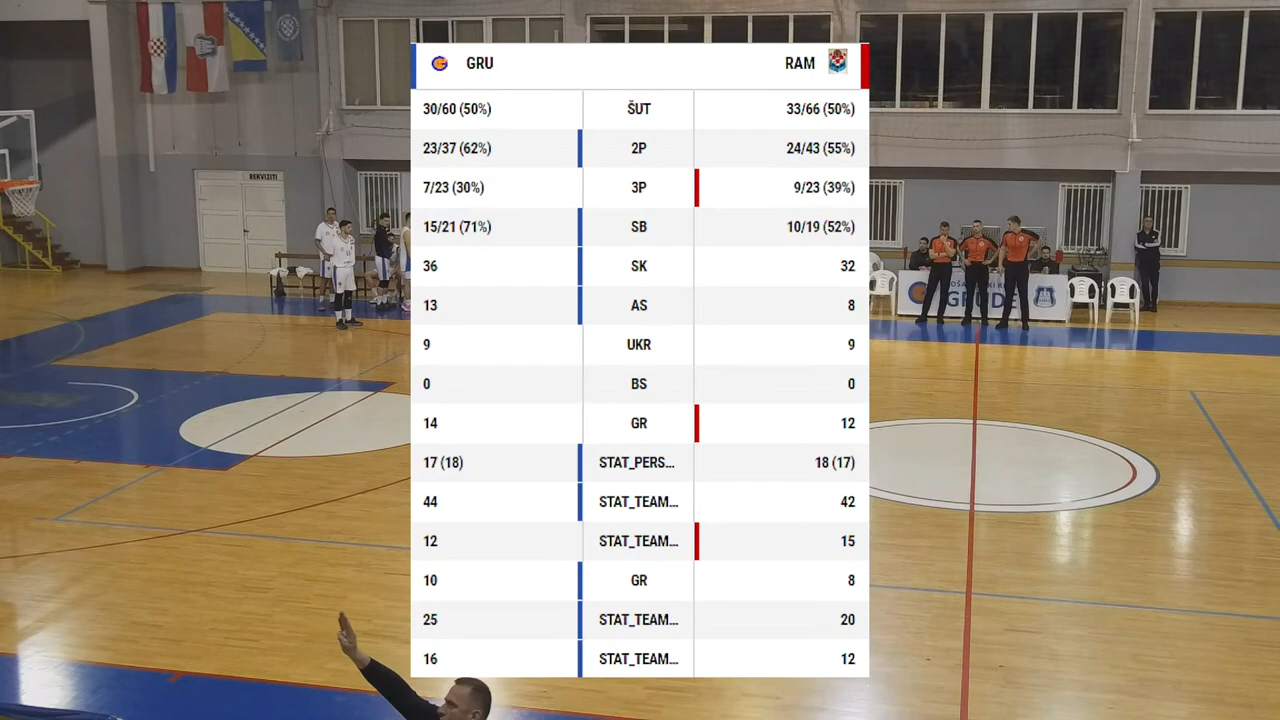 GRU RAM
30/60 (50%) ŠUT 33/66 (50%)
23/37 (62%) 2P 24/43 (55%)
7/23 (30%) 3P 9/23 (39%)
15/21 (71%) SB 10/19 (52%)
36 SK 32
13 AS 8
9 UKR 9
0 BS 0
14 GR 12
17 (18) STAT_PERS... 18 (17)
44 STAT_TEAM... 42
12 STAT_TEAM... 15
10 GR 8
25 STAT_TEAM... 20
16 STAT_TEAM... 12
REKVIZITI
GRUDE